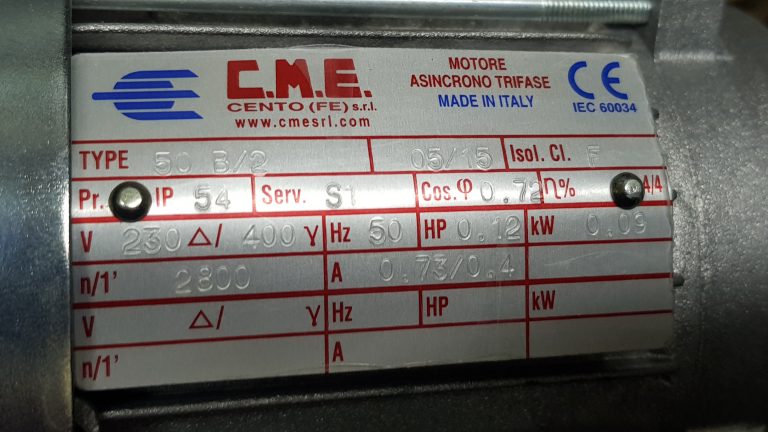 C.M.E.
CENTO (FE) s.r.l.
www.cmesrl.com
MOTORE
ASINCRONO TRIFASE
MADE IN ITALY
CE
IEC 60034
TYPE 50 B/2 05/15 Isol. Cl. F
Pr. IP 54 Serv. S1 Cos.φ 0.72 η% 4/4
V 230 Δ/ 400 Y Hz 50 HP 0.12 kW 0.09
n/1' 2800 A 0.73/0.4
V Δ/ Y Hz HP kW
n/1' A